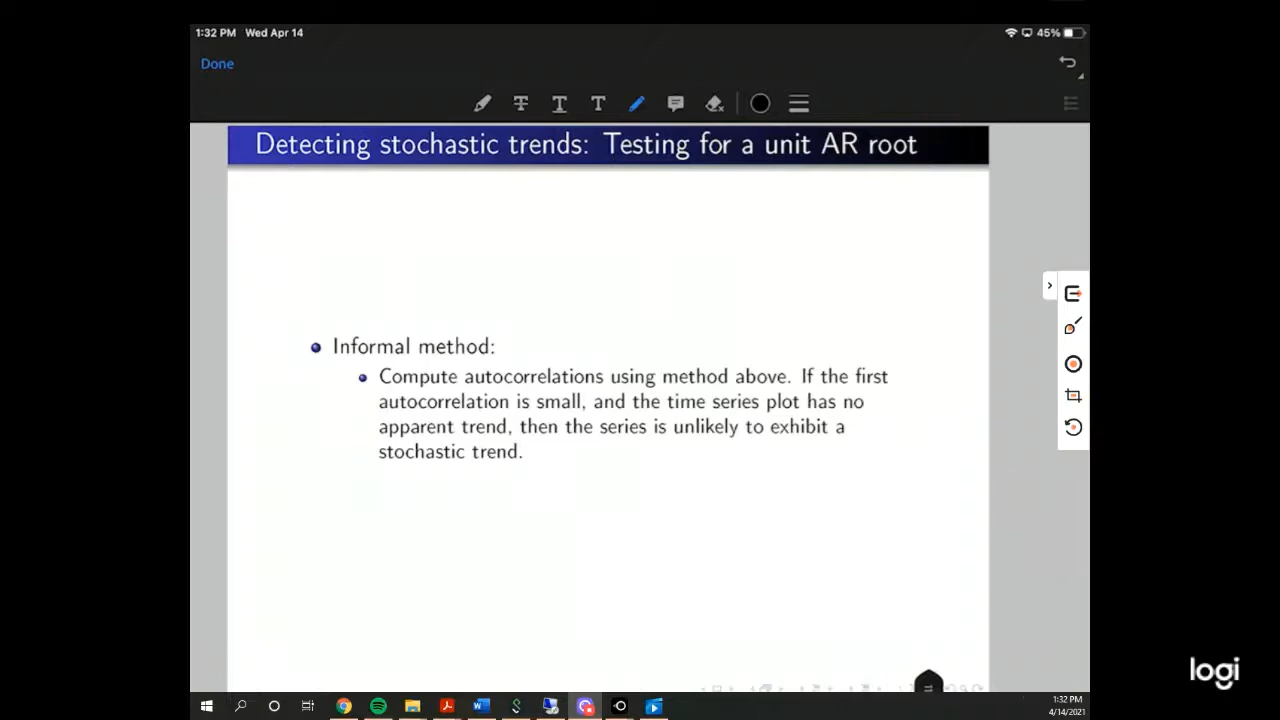 1:32 PM Wed Apr 14
45%
Done
Detecting stochastic trends: Testing for a unit AR root
Informal method:
Compute autocorrelations using method above. If the first
autocorrelation is small, and the time series plot has no
apparent trend, then the series is unlikely to exhibit a
stochastic trend.
logi
1:32 PM
4/14/2021